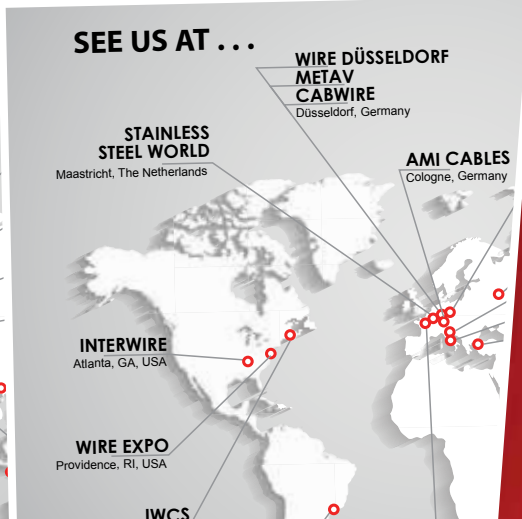 SEE US AT . . .
WIRE DÜSSELDORF
METAV
CABWIRE
Düsseldorf, Germany
STAINLESS
STEEL WORLD
Maastricht, The Netherlands
AMI CABLES
Cologne, Germany
INTERWIRE
Atlanta, GA, USA
WIRE EXPO
Providence, RI, USA
IWCS